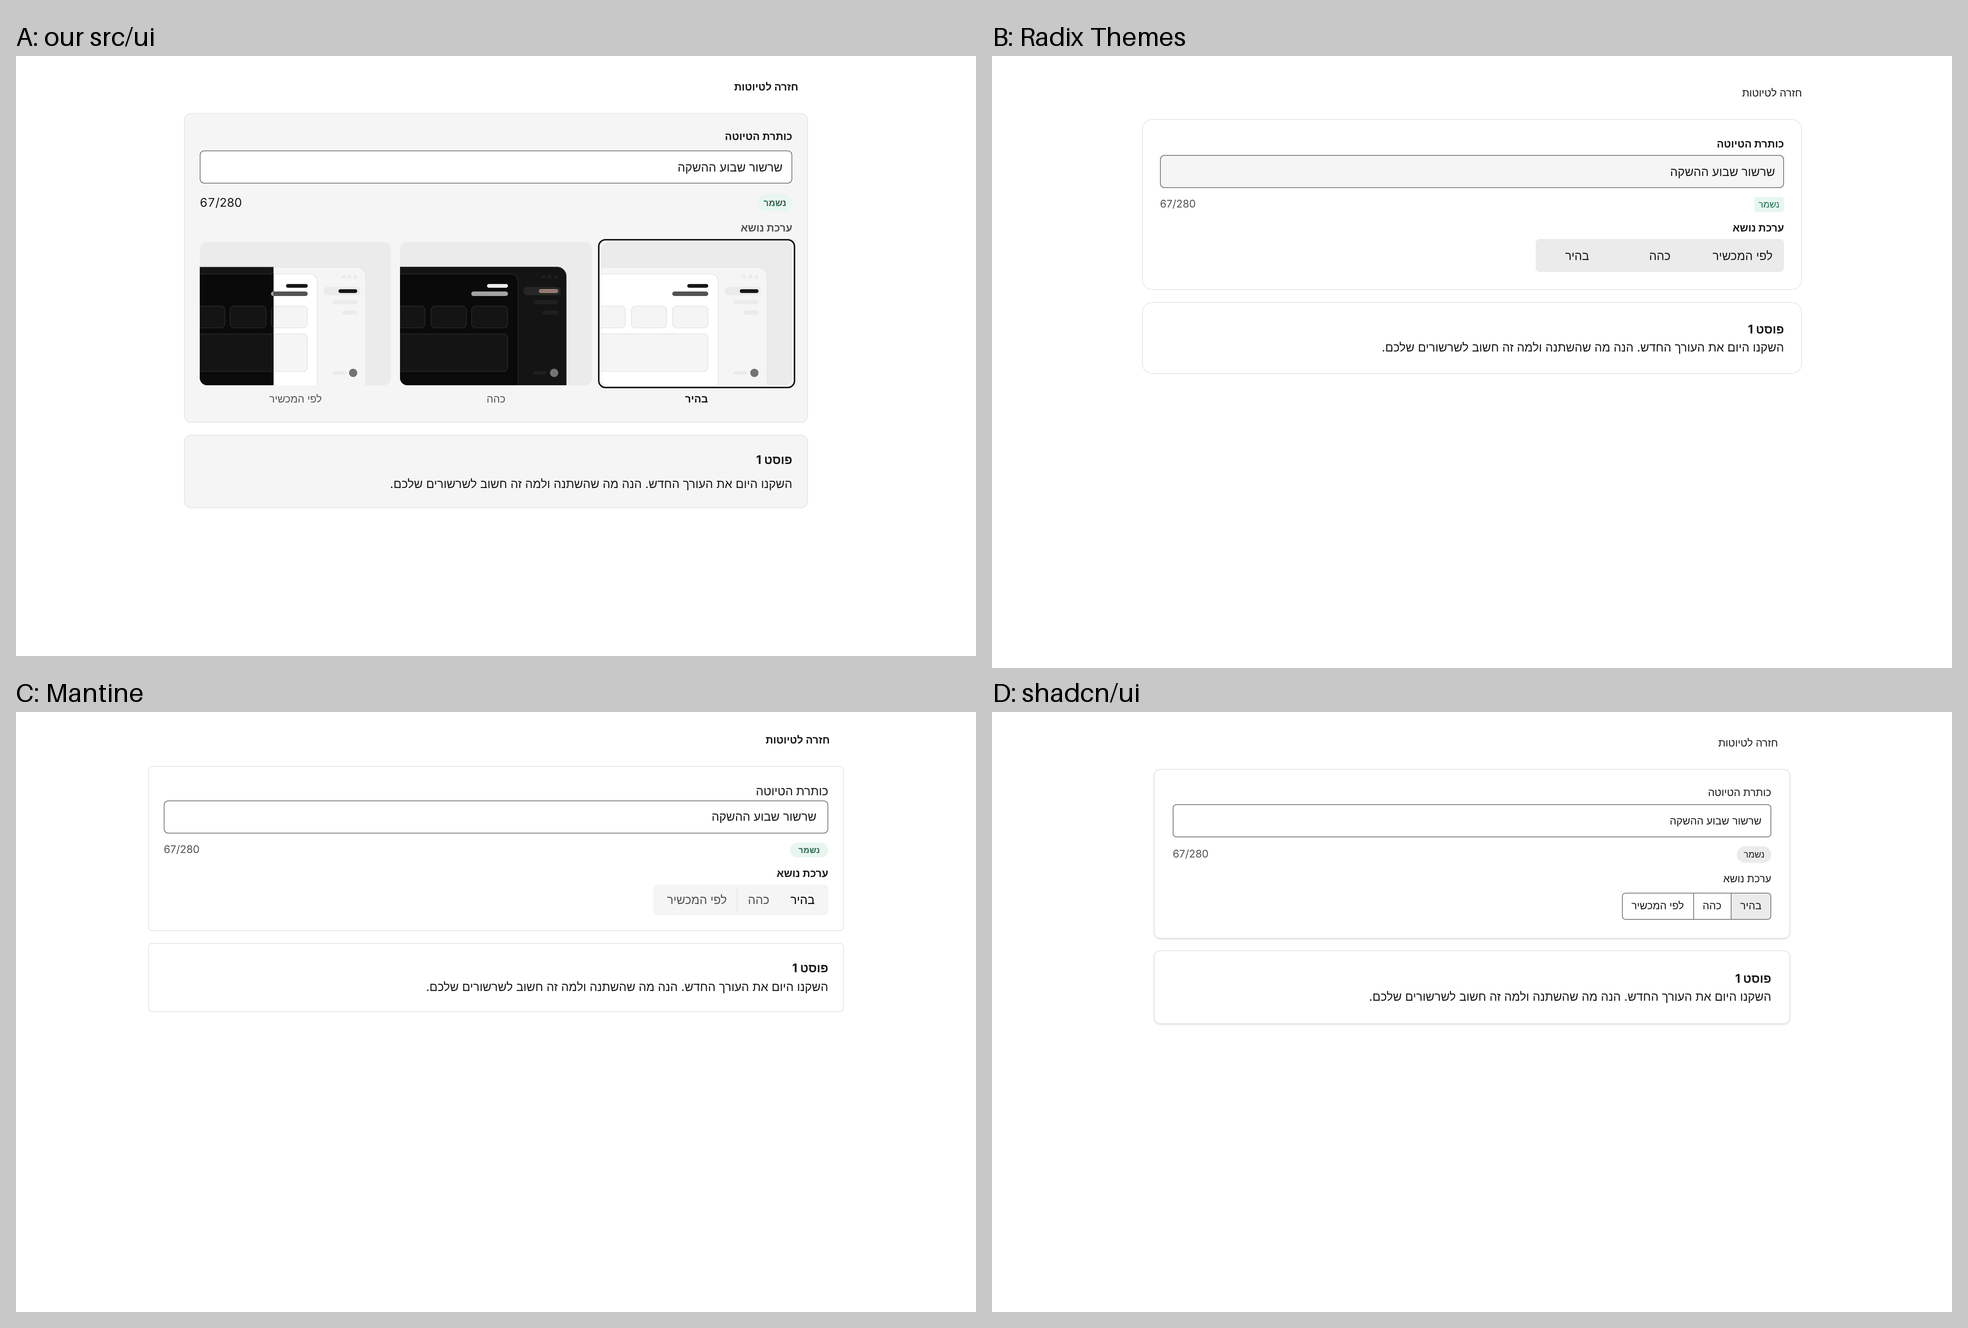 A: our src/ui
חזרה לטיוטות
כותרת הטיוטה
שרשור שבוע ההשקה
נשמר 67/280
ערכת נושא
בהיר כהה לפי המכשיר
פוסט 1
השקנו היום את העורך החדש. הנה מה שהשתנה ולמה זה חשוב לשרשורים שלכם.
B: Radix Themes
חזרה לטיוטות
כותרת הטיוטה
שרשור שבוע ההשקה
נשמר 67/280
ערכת נושא
לפי המכשיר כהה בהיר
פוסט 1
השקנו היום את העורך החדש. הנה מה שהשתנה ולמה זה חשוב לשרשורים שלכם.
C: Mantine
חזרה לטיוטות
כותרת הטיוטה
שרשור שבוע ההשקה
נשמר 67/280
ערכת נושא
בהיר כהה לפי המכשיר
פוסט 1
השקנו היום את העורך החדש. הנה מה שהשתנה ולמה זה חשוב לשרשורים שלכם.
D: shadcn/ui
חזרה לטיוטות
כותרת הטיוטה
שרשור שבוע ההשקה
נשמר 67/280
ערכת נושא
בהיר כהה לפי המכשיר
פוסט 1
השקנו היום את העורך החדש. הנה מה שהשתנה ולמה זה חשוב לשרשורים שלכם.